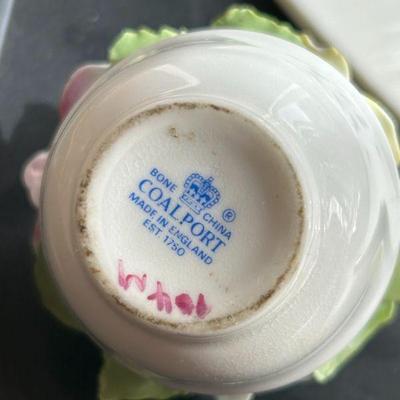 BONE CHINA
COALPORT ®
MADE IN ENGLAND
EST. 1750